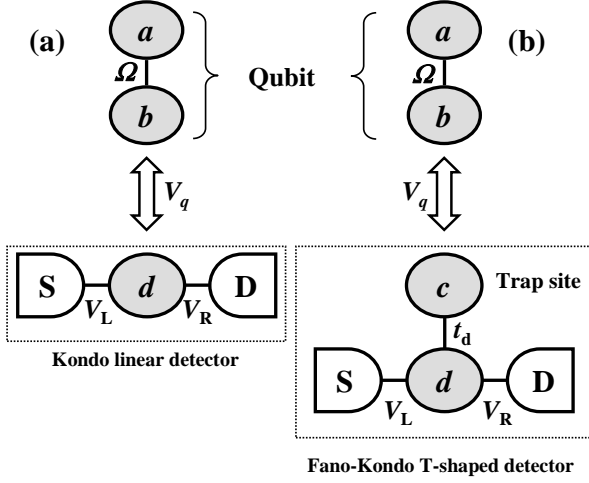 (a)
a
Ω
b
Qubit
(b)
a
Ω
b
V_q
V_q
S
d
D
V_L
V_R
Kondo linear detector
c
Trap site
t_d
S
d
D
V_L
V_R
Fano-Kondo T-shaped detector